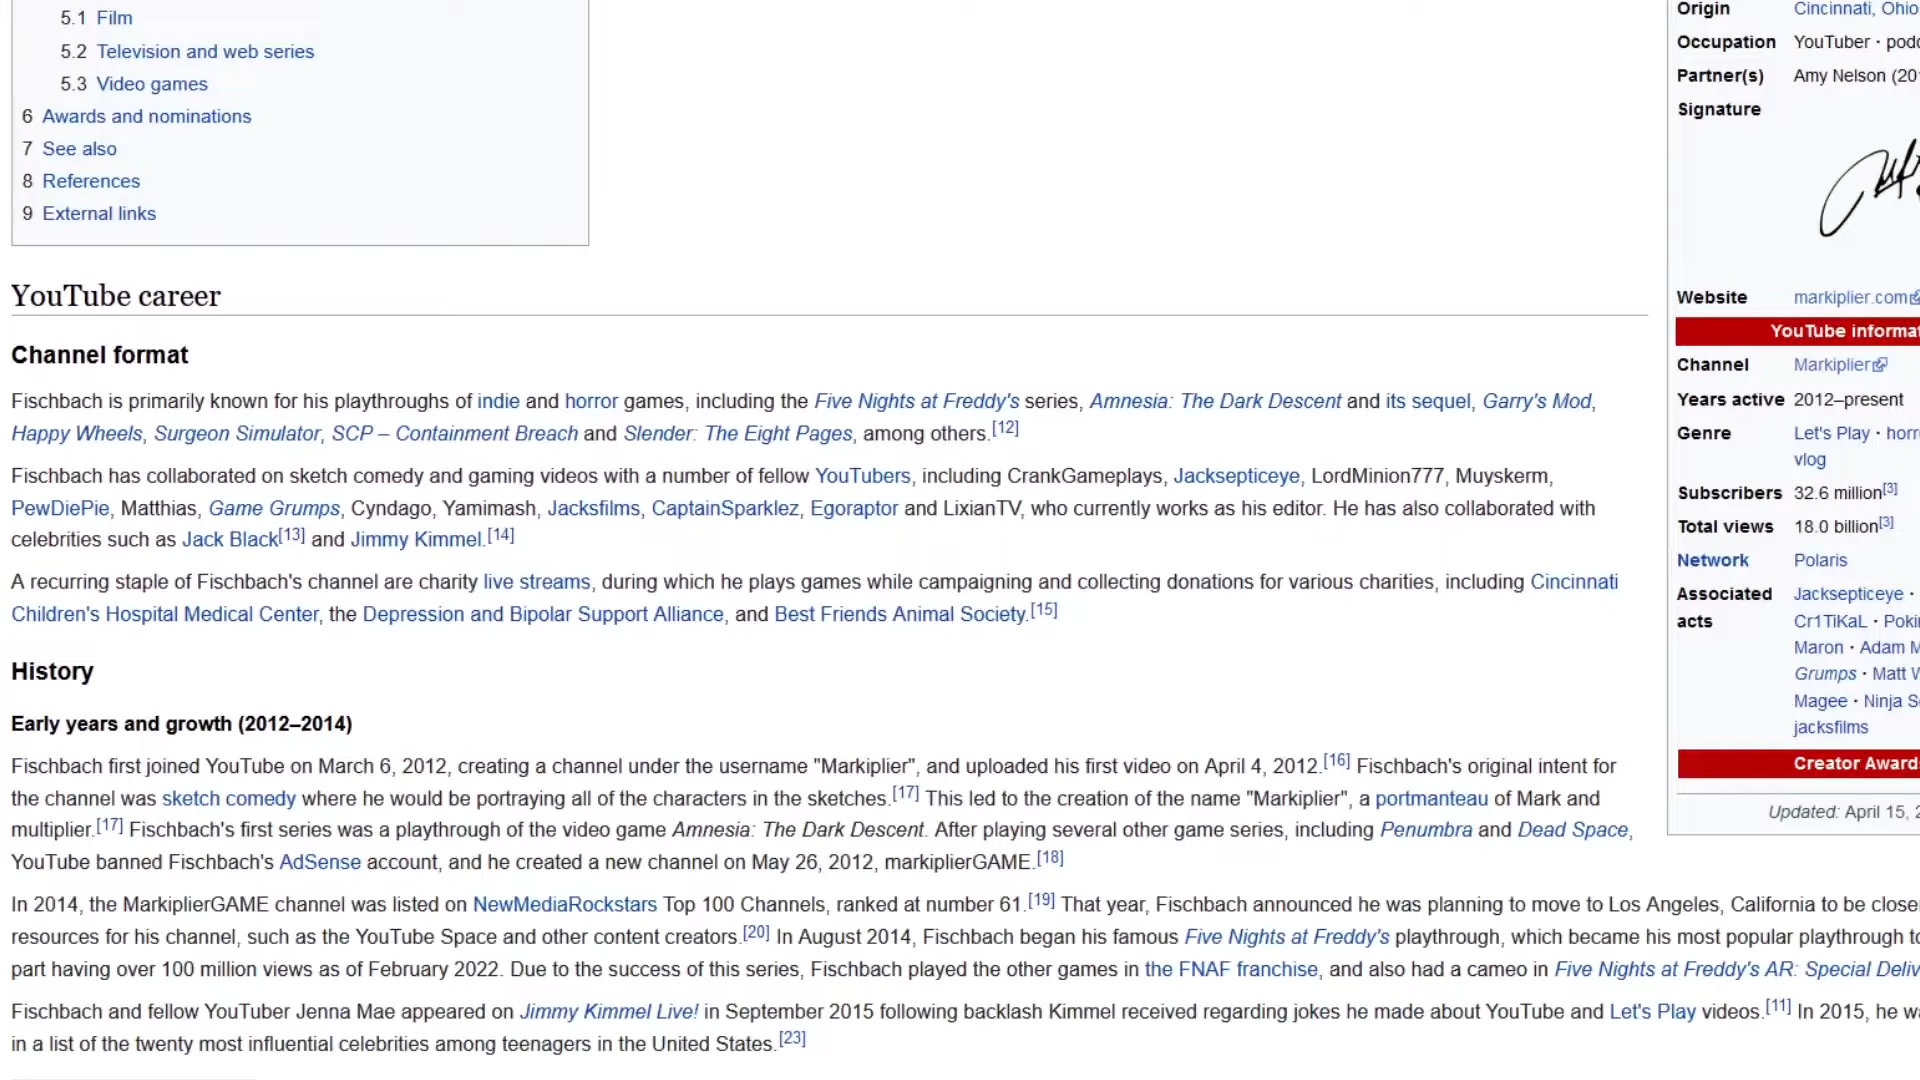 5.1 Film
5.2 Television and web series
5.3 Video games
6 Awards and nominations
7 See also
8 References
9 External links
YouTube career
Channel format
Fischbach is primarily known for his playthroughs of indie and horror games, including the Five Nights at Freddy's series, Amnesia: The Dark Descent and its sequel, Garry's Mod,
Happy Wheels, Surgeon Simulator, SCP – Containment Breach and Slender: The Eight Pages, among others.[12]
Fischbach has collaborated on sketch comedy and gaming videos with a number of fellow YouTubers, including CrankGameplays, Jacksepticeye, LordMinion777, Muyskerm,
PewDiePie, Matthias, Game Grumps, Cyndago, Yamimash, Jacksfilms, CaptainSparklez, Egoraptor and LixianTV, who currently works as his editor. He has also collaborated with
celebrities such as Jack Black[13] and Jimmy Kimmel.[14]
A recurring staple of Fischbach's channel are charity live streams, during which he plays games while campaigning and collecting donations for various charities, including Cincinnati
Children's Hospital Medical Center, the Depression and Bipolar Support Alliance, and Best Friends Animal Society.[15]
History
Early years and growth (2012–2014)
Fischbach first joined YouTube on March 6, 2012, creating a channel under the username "Markiplier", and uploaded his first video on April 4, 2012.[16] Fischbach's original intent for
the channel was sketch comedy where he would be portraying all of the characters in the sketches.[17] This led to the creation of the name "Markiplier", a portmanteau of Mark and
multiplier.[17] Fischbach's first series was a playthrough of the video game Amnesia: The Dark Descent. After playing several other game series, including Penumbra and Dead Space,
YouTube banned Fischbach's AdSense account, and he created a new channel on May 26, 2012, markiplierGAME.[18]
In 2014, the MarkiplierGAME channel was listed on NewMediaRockstars Top 100 Channels, ranked at number 61.[19] That year, Fischbach announced he was planning to move to Los Angeles, California to be close
resources for his channel, such as the YouTube Space and other content creators.[20] In August 2014, Fischbach began his famous Five Nights at Freddy's playthrough, which became his most popular playthrough
part having over 100 million views as of February 2022. Due to the success of this series, Fischbach played the other games in the FNAF franchise, and also had a cameo in Five Nights at Freddy's AR: Special Deliv
Fischbach and fellow YouTuber Jenna Mae appeared on Jimmy Kimmel Live! in September 2015 following backlash Kimmel received regarding jokes he made about YouTube and Let's Play videos.[11] In 2015, he
in a list of the twenty most influential celebrities among teenagers in the United States.[23]
Origin Cincinnati, Ohio
Occupation YouTuber · pod
Partner(s) Amy Nelson (20
Signature
Website markiplier.com
YouTube informa
Channel Markiplier
Years active 2012–present
Genre Let's Play · horr
vlog
Subscribers 32.6 million[3]
Total views 18.0 billion[3]
Network Polaris
Associated acts Jacksepticeye ·
Cr1TiKaL · Poki
Maron · Adam M
Grumps · Matt
Magee · Ninja S
jacksfilms
Creator Award
Updated: April 15,